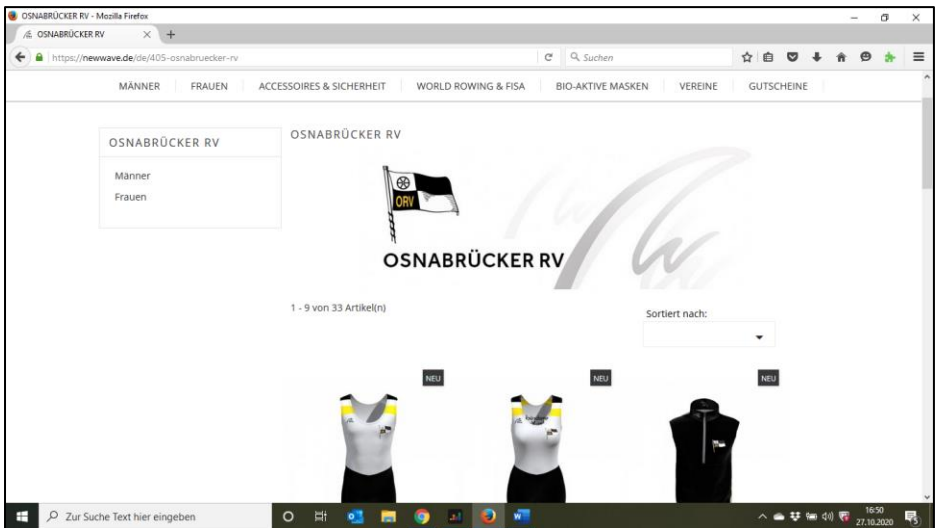 OSNABRÜCKER RV - Mozilla Firefox
OSNABRÜCKER RV
https://newwave.de/de/405-osnabruecker-rv
Suchen
MÄNNER FRAUEN ACCESSOIRES & SICHERHEIT WORLD ROWING & FISA BIO-AKTIVE MASKEN VEREINE GUTSCHEINE
OSNABRÜCKER RV
Männer
Frauen
OSNABRÜCKER RV
ORV
OSNABRÜCKER RV
1 - 9 von 33 Artikel(n)
Sortiert nach:
NEU NEU NEU
Zur Suche Text hier eingeben
16:50
27.10.2020